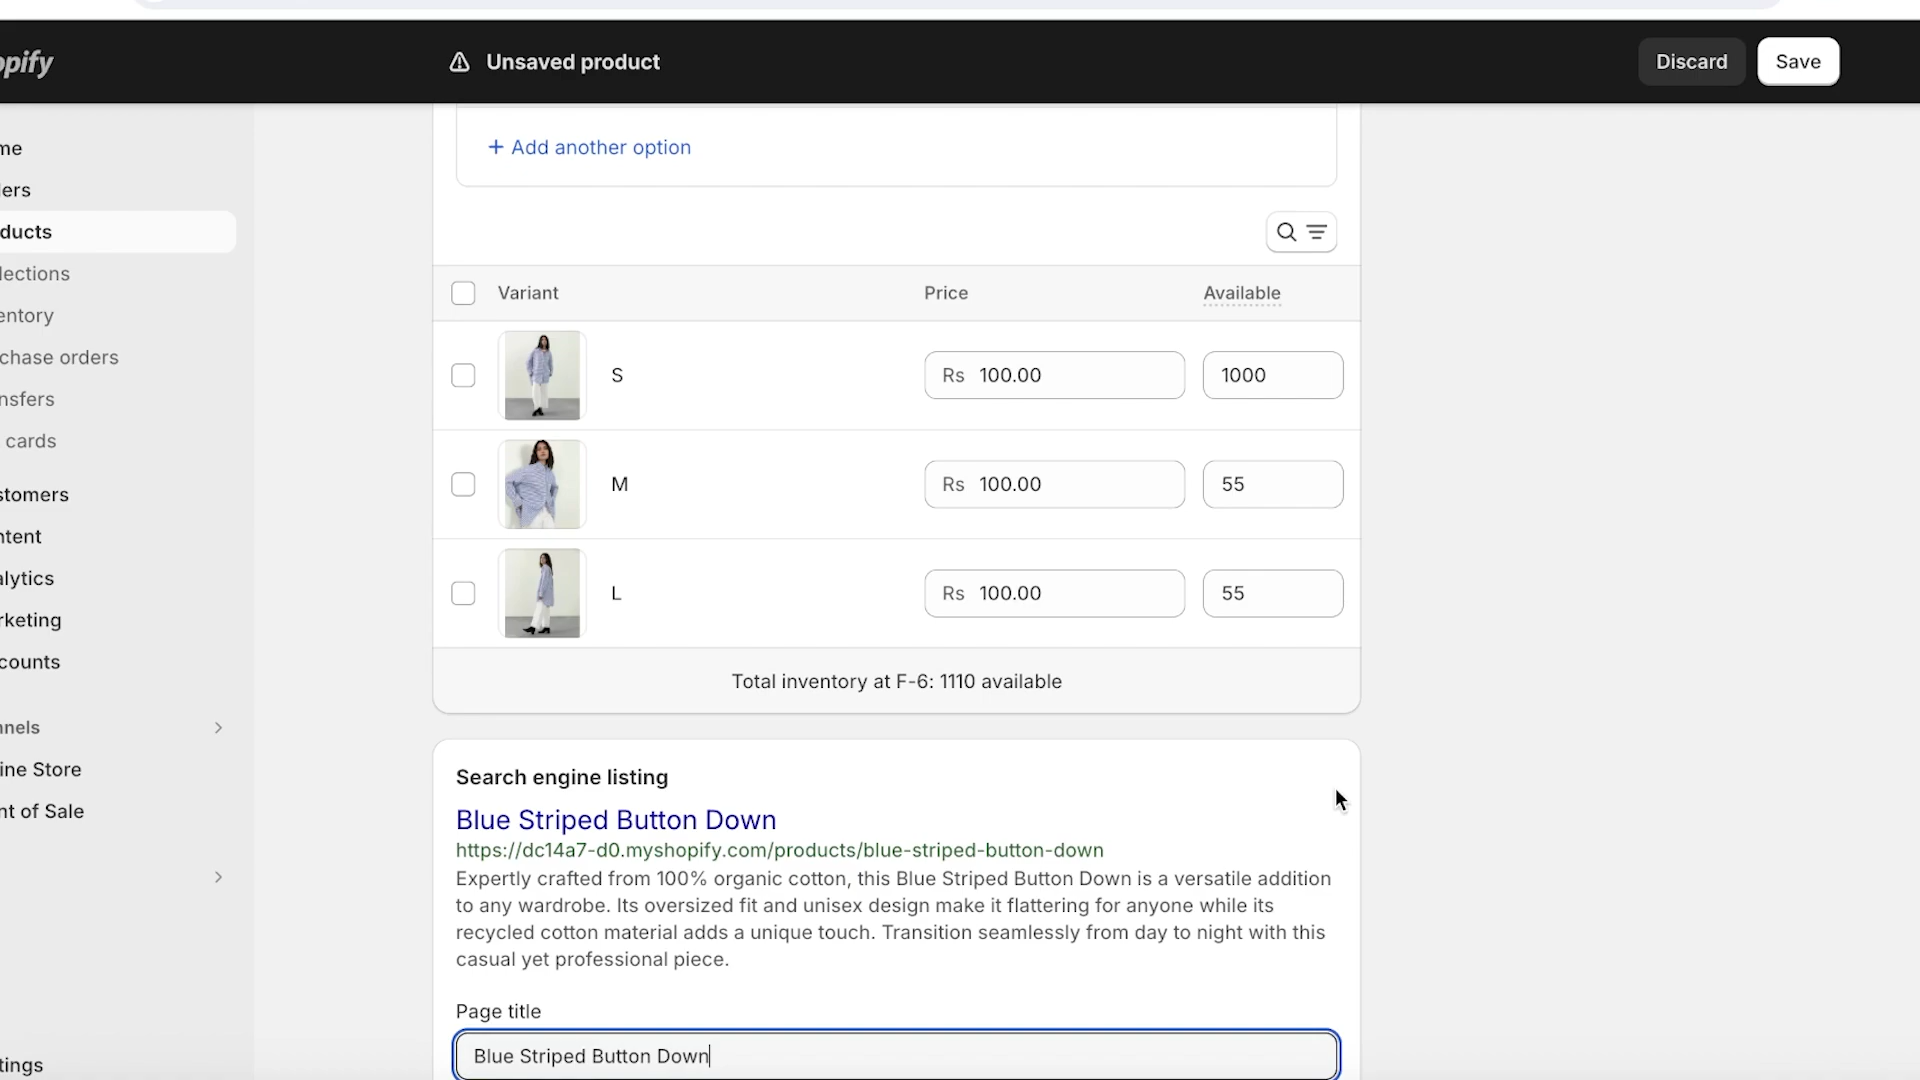 opify
Unsaved product
Discard
Save
me
ders
ducts
lections
entory
chase orders
nsfers
cards
stomers
ntent
alytics
rketing
counts
nnels
ine Store
nt of Sale
tings
+ Add another option
Variant
Price
Available
S
Rs 100.00
1000
M
Rs 100.00
55
L
Rs 100.00
55
Total inventory at F-6: 1110 available
Search engine listing
Blue Striped Button Down
https://dc14a7-d0.myshopify.com/products/blue-striped-button-down
Expertly crafted from 100% organic cotton, this Blue Striped Button Down is a versatile addition
to any wardrobe. Its oversized fit and unisex design make it flattering for anyone while its
recycled cotton material adds a unique touch. Transition seamlessly from day to night with this
casual yet professional piece.
Page title
Blue Striped Button Down